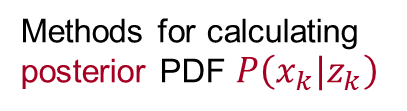 Methods for calculating
posterior PDF P(x_k|z_k)